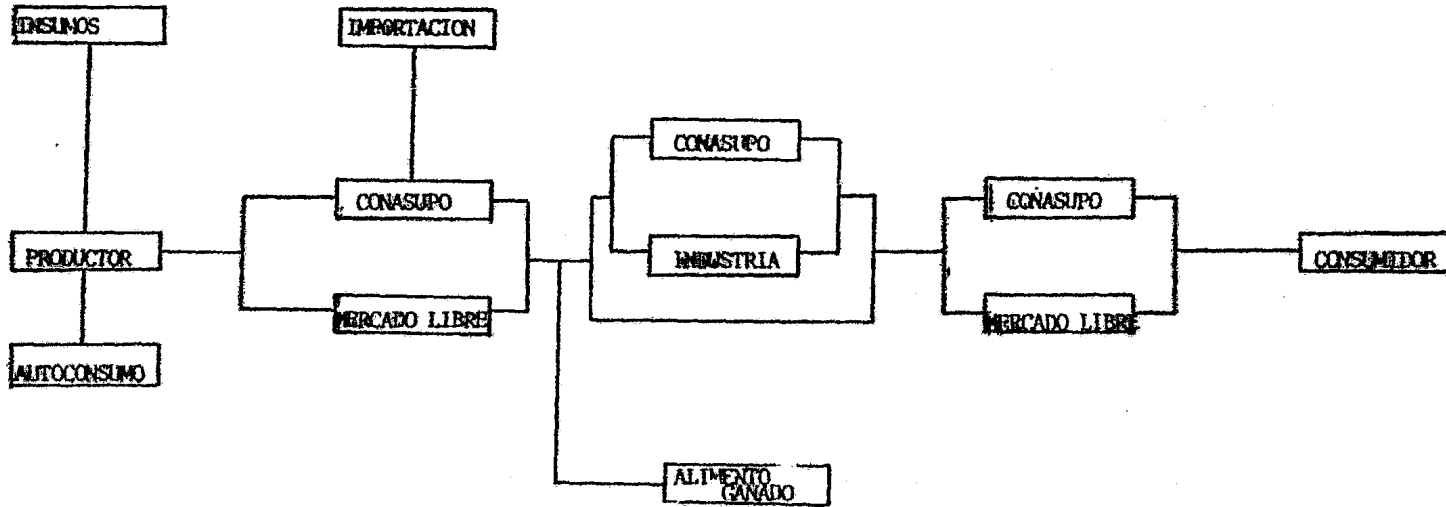 INSUMOS
IMPORTACION
CONASUPO
CONASUPO
CONASUPO
PRODUCTOR
INDUSTRIA
CONSUMIDOR
MERCADO LIBRE
MERCADO LIBRE
AUTOCONSUMO
ALIMENTO
GANADO